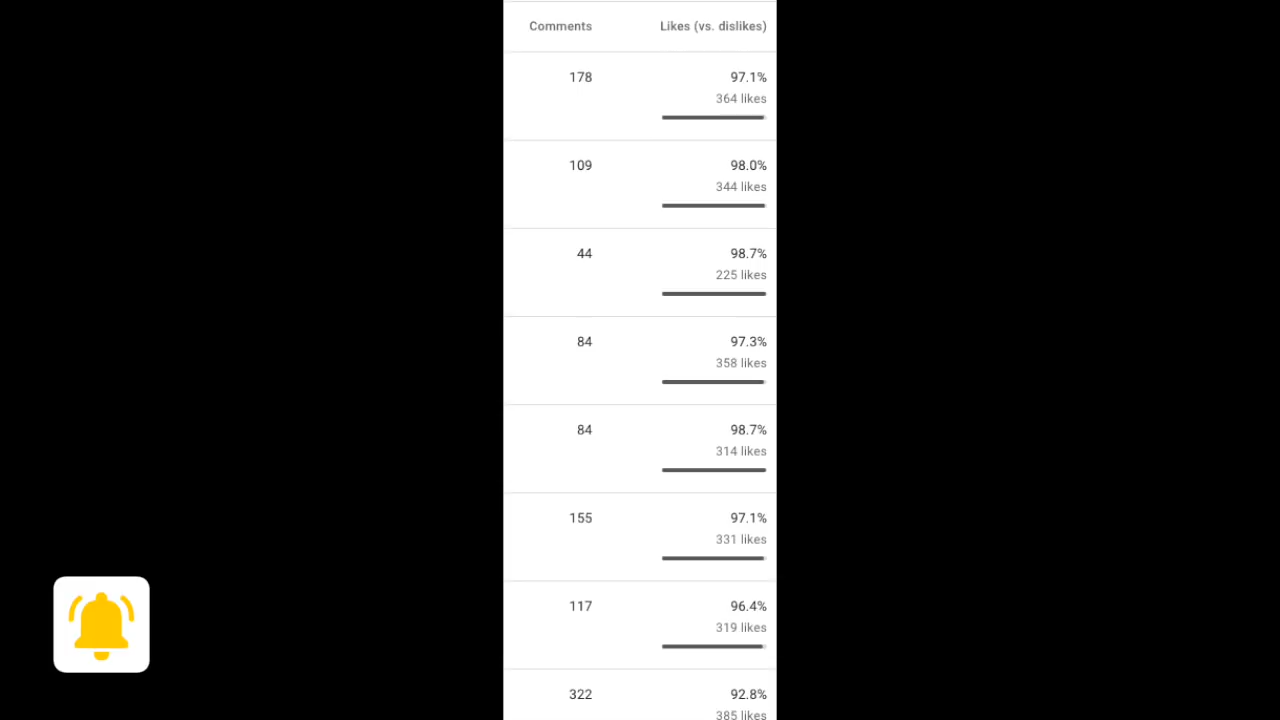 Comments Likes (vs. dislikes)
178 97.1%
364 likes
109 98.0%
344 likes
44 98.7%
225 likes
84 97.3%
358 likes
84 98.7%
314 likes
155 97.1%
331 likes
117 96.4%
319 likes
322 92.8%
385 likes